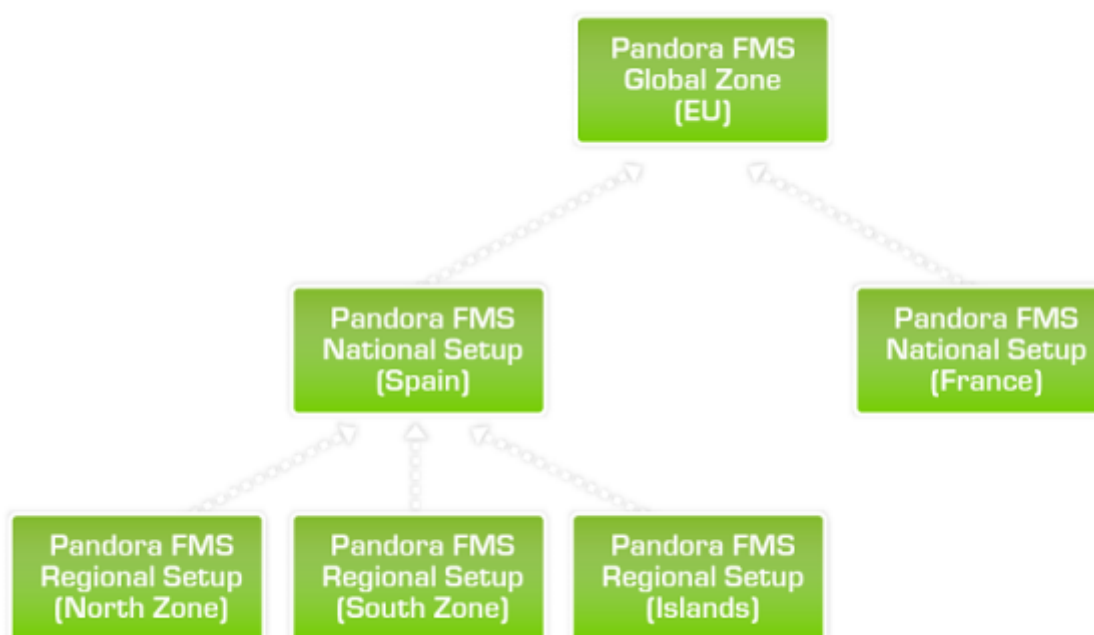 Pandora FMS
Global Zone
(EU)
Pandora FMS
National Setup
(Spain)
Pandora FMS
National Setup
(France)
Pandora FMS
Regional Setup
(North Zone)
Pandora FMS
Regional Setup
(South Zone)
Pandora FMS
Regional Setup
(Islands)